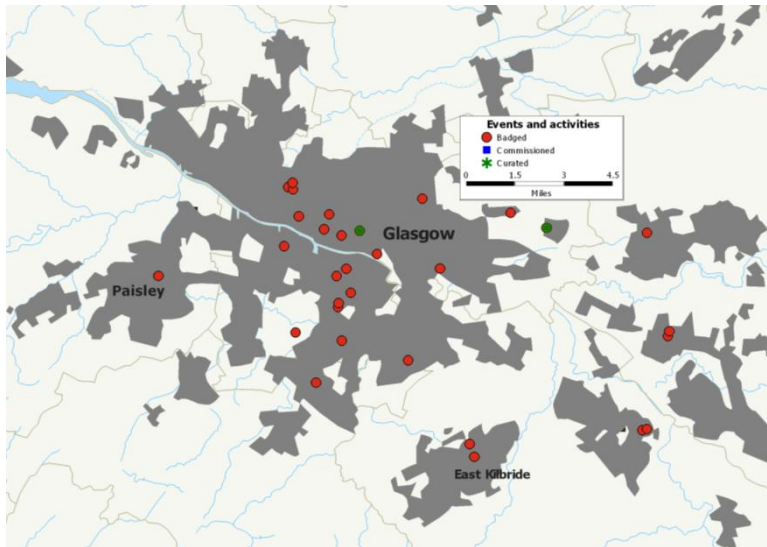 Events and activities
Badged
Commissioned
Curated
0 1.5 3 4.5
Miles
Glasgow
Paisley
East Kilbride